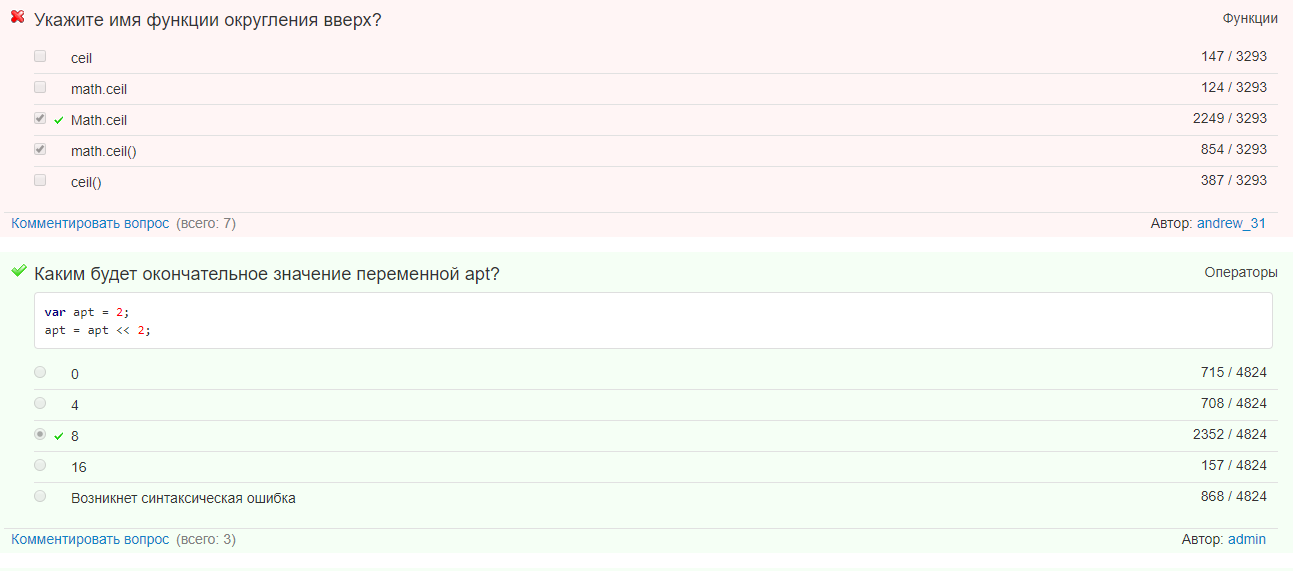 Укажите имя функции округления вверх? Функции
ceil 147 / 3293
math.ceil 124 / 3293
Math.ceil 2249 / 3293
math.ceil() 854 / 3293
ceil() 387 / 3293
Комментировать вопрос (всего: 7) Автор: andrew_31
Каким будет окончательное значение переменной apt? Операторы
var apt = 2;
apt = apt << 2;
0 715 / 4824
4 708 / 4824
8 2352 / 4824
16 157 / 4824
Возникнет синтаксическая ошибка 868 / 4824
Комментировать вопрос (всего: 3) Автор: admin